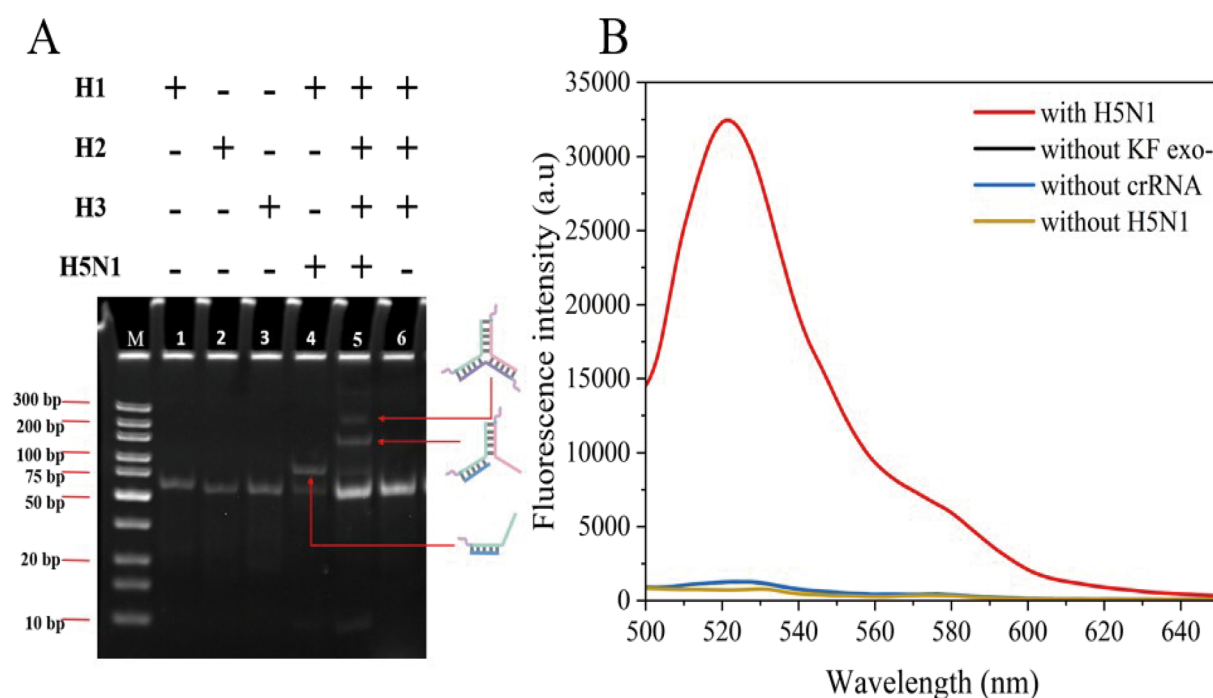 A
H1 + - - + + +
H2 - + - - + +
H3 - - + - + +
H5N1 - - - + + -
M 1 2 3 4 5 6
300 bp
200 bp
100 bp
75 bp
50 bp
20 bp
10 bp
B
Fluorescence intensity (a.u)
35000
30000
25000
20000
15000
10000
5000
0
with H5N1
without KF exo-
without crRNA
without H5N1
500 520 540 560 580 600 620 640
Wavelength (nm)